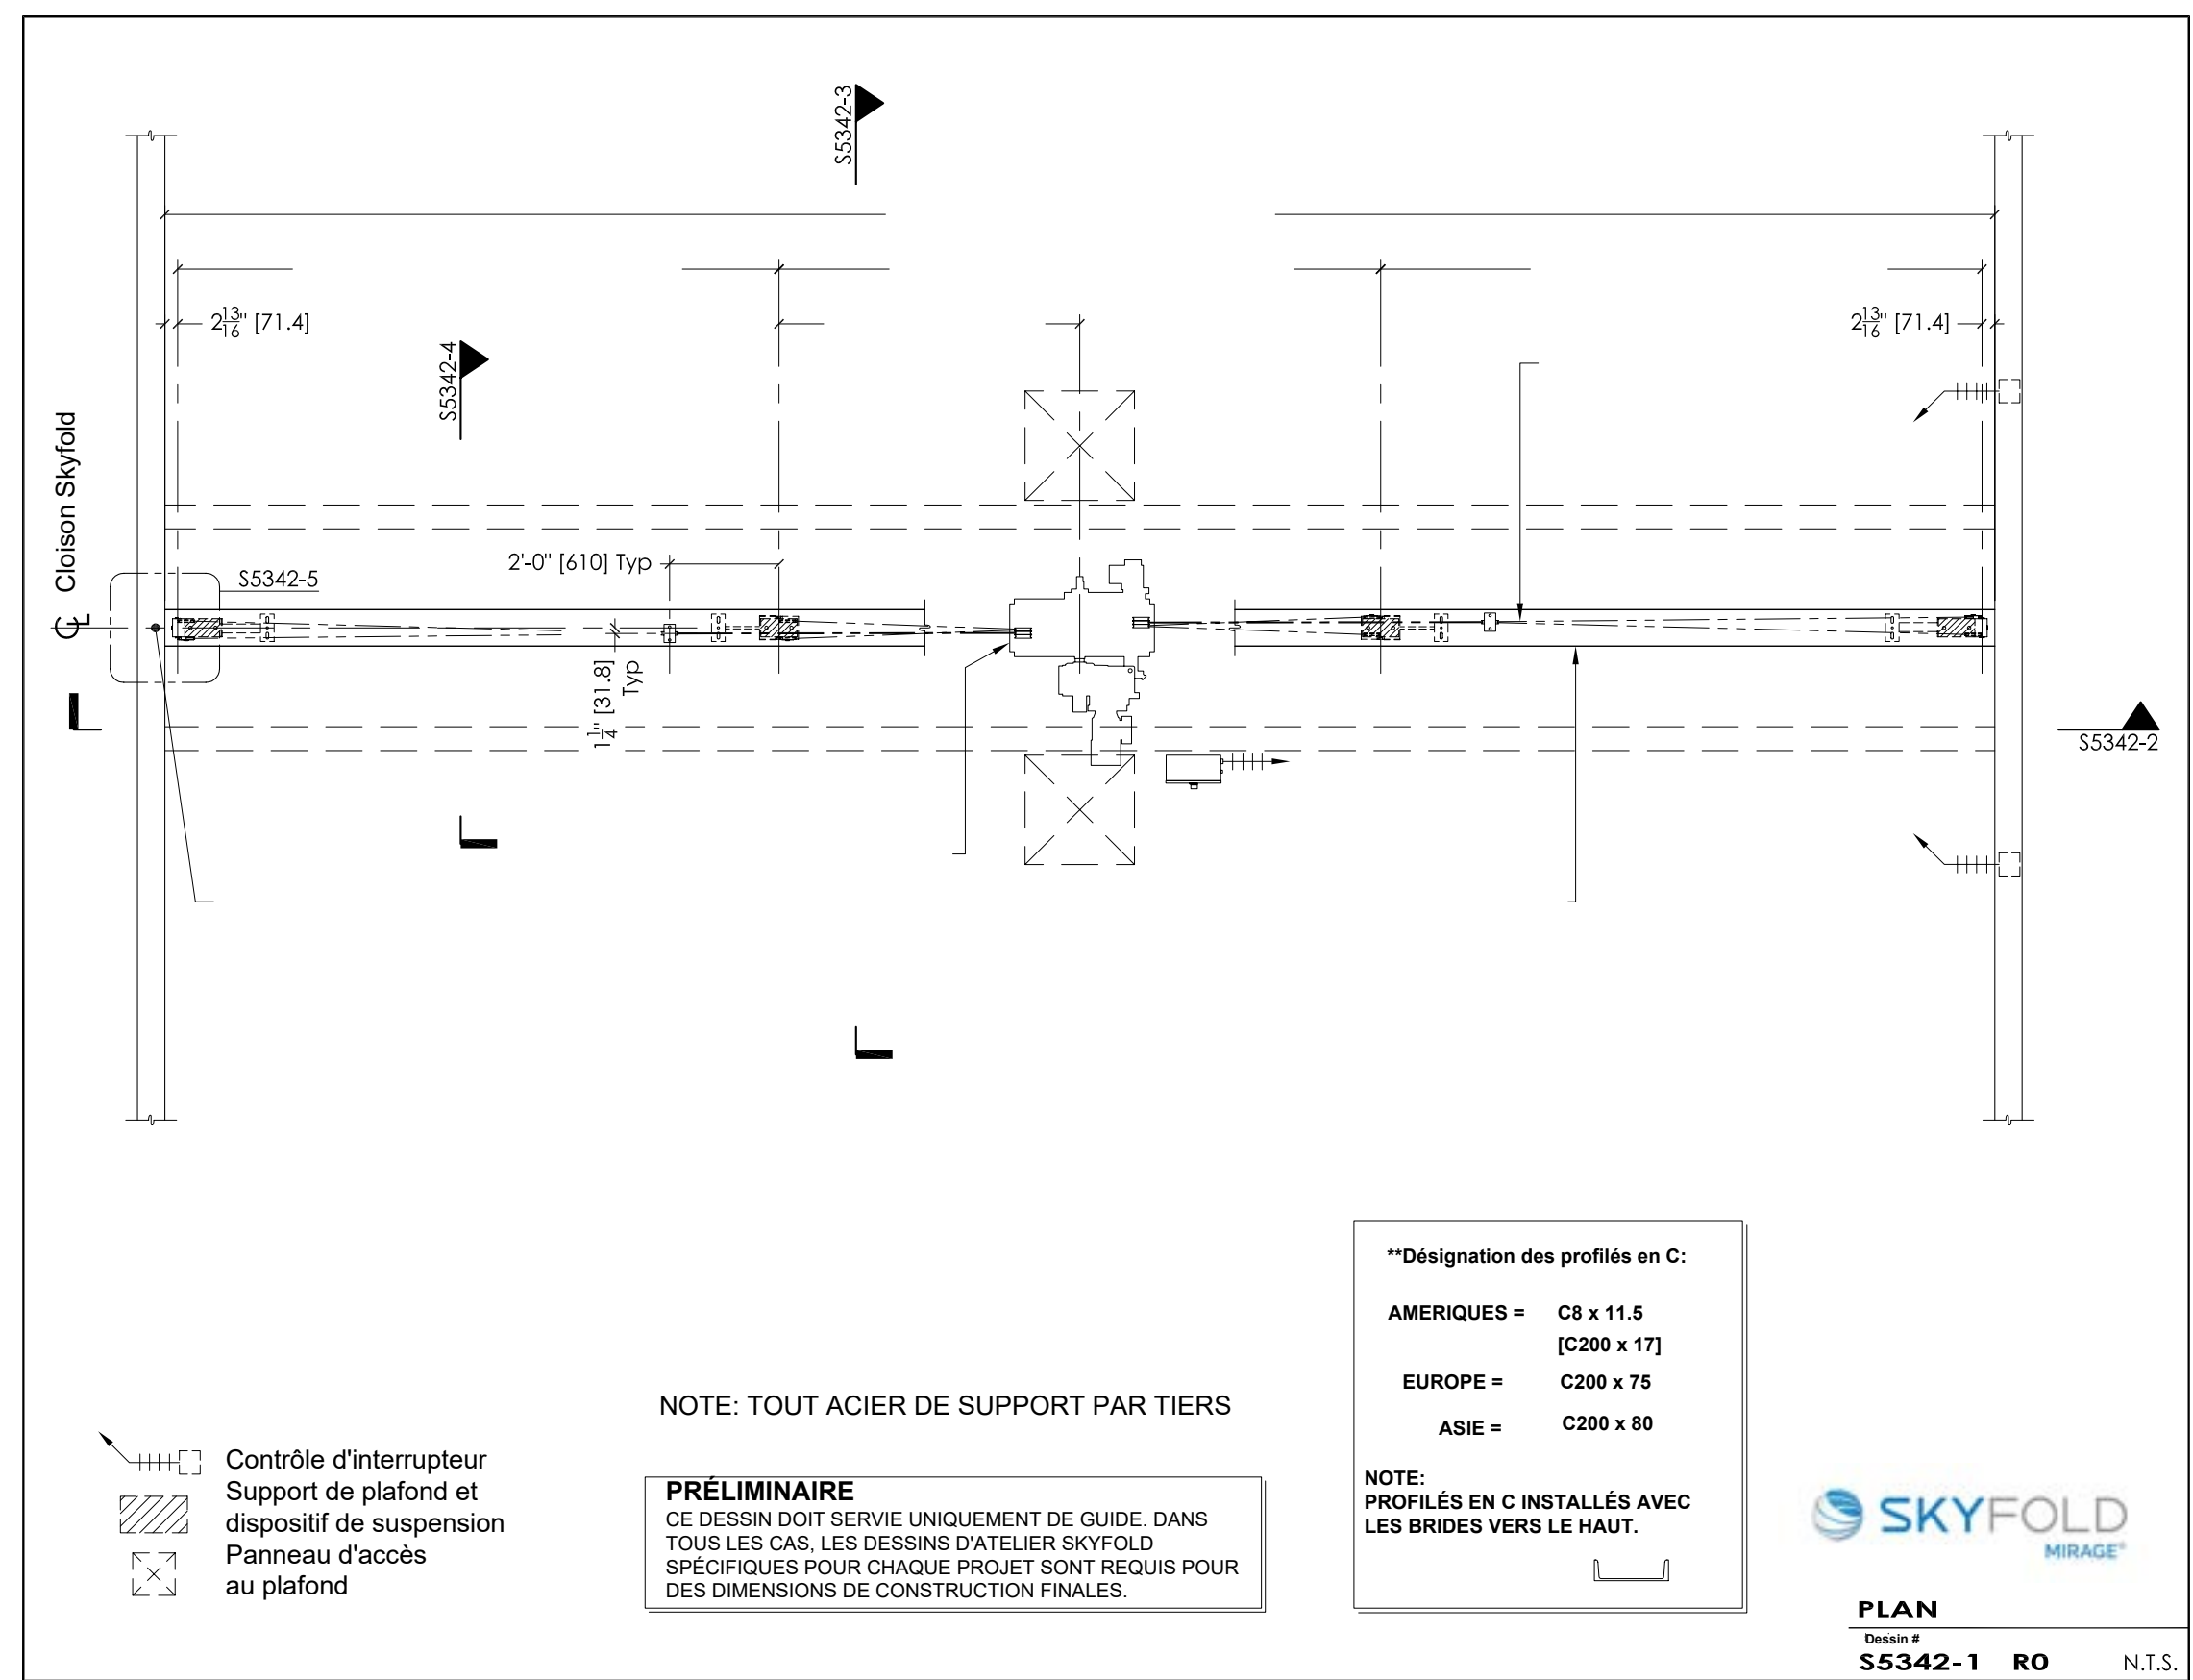 S5342-3
2 13/16" [71.4]
2 13/16" [71.4]
S5342-4
Cloison Skyfold
2'-0" [610] Typ
S5342-5
CL
1 1/4" [31.8]
Typ
S5342-2
**Désignation des profilés en C:
AMERIQUES = C8 x 11.5
[C200 x 17]
EUROPE = C200 x 75
ASIE = C200 x 80
NOTE:
PROFILÉS EN C INSTALLÉS AVEC
LES BRIDES VERS LE HAUT.
NOTE: TOUT ACIER DE SUPPORT PAR TIERS
Contrôle d'interrupteur
Support de plafond et
dispositif de suspension
Panneau d'accès
au plafond
PRÉLIMINAIRE
CE DESSIN DOIT SERVIE UNIQUEMENT DE GUIDE. DANS
TOUS LES CAS, LES DESSINS D'ATELIER SKYFOLD
SPÉCIFIQUES POUR CHAQUE PROJET SONT REQUIS POUR
DES DIMENSIONS DE CONSTRUCTION FINALES.
SKYFOLD
MIRAGE®
PLAN
Dessin #
S5342-1 R0 N.T.S.